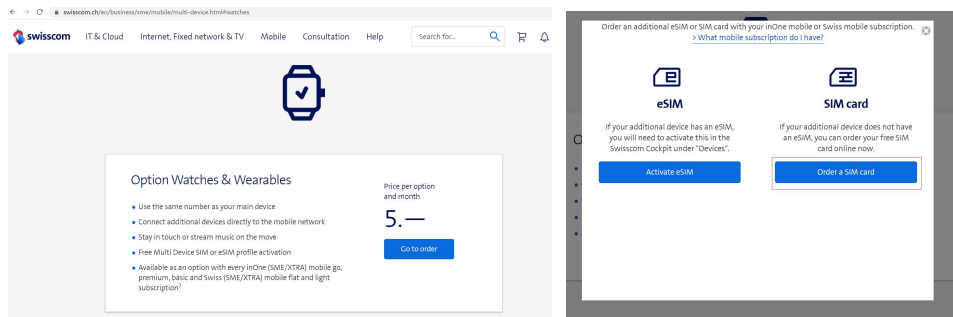 swisscom.ch/en/business/sme/mobile/multi-device.html#watches
swisscom IT & Cloud Internet, Fixed network & TV Mobile Consultation Help Search for...
Option Watches & Wearables
Use the same number as your main device
Connect additional devices directly to the mobile network
Stay in touch or stream music on the move
Free Multi Device SIM or eSIM profile activation
Available as an option with every inOne (SME/XTRA) mobile go,
premium, basic and Swiss (SME/XTRA) mobile flat and light
subscription²
Price per option
and month
5.—
Go to order
Order an additional eSIM or SIM card with your inOne mobile or Swiss mobile subscription.
> What mobile subscription do I have?
eSIM
If your additional device has an eSIM,
you will need to activate this in the
Swisscom Cockpit under "Devices".
Activate eSIM
SIM card
If your additional device does not have
an eSIM, you can order your free SIM
card online now.
Order a SIM card